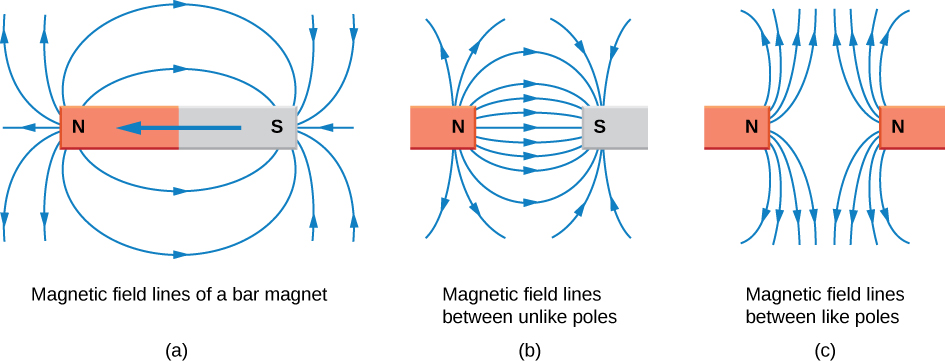 N S
N S
N N
Magnetic field lines of a bar magnet
Magnetic field lines
between unlike poles
Magnetic field lines
between like poles
(a)
(b)
(c)